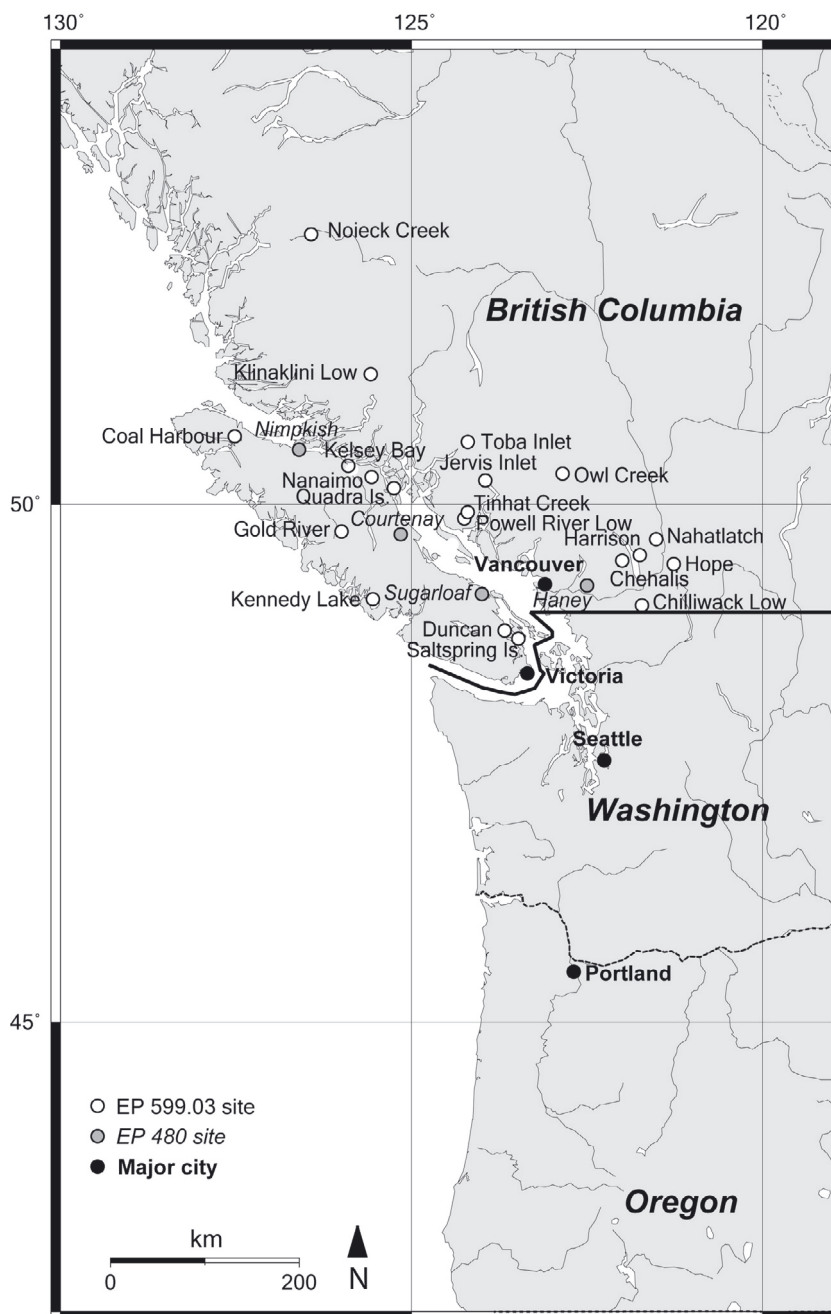 130˚
125˚
120˚
Noieck Creek
British Columbia
Klinaklini Low
Nimpkish
Coal Harbour
Kelsey Bay
Toba Inlet
Jervis Inlet
Nanaimo
Owl Creek
Quadra Is.
50˚
Tinhat Creek
Courtenay
Powell River Low
Gold River
Harrison
Nahatlatch
Vancouver
Hope
Chehalis
Sugarloaf
Haney
Kennedy Lake
Chilliwack Low
Duncan
Saltspring Is.
Victoria
Seattle
Washington
Portland
45˚
EP 599.03 site
EP 480 site
Major city
Oregon
km
0
200
N